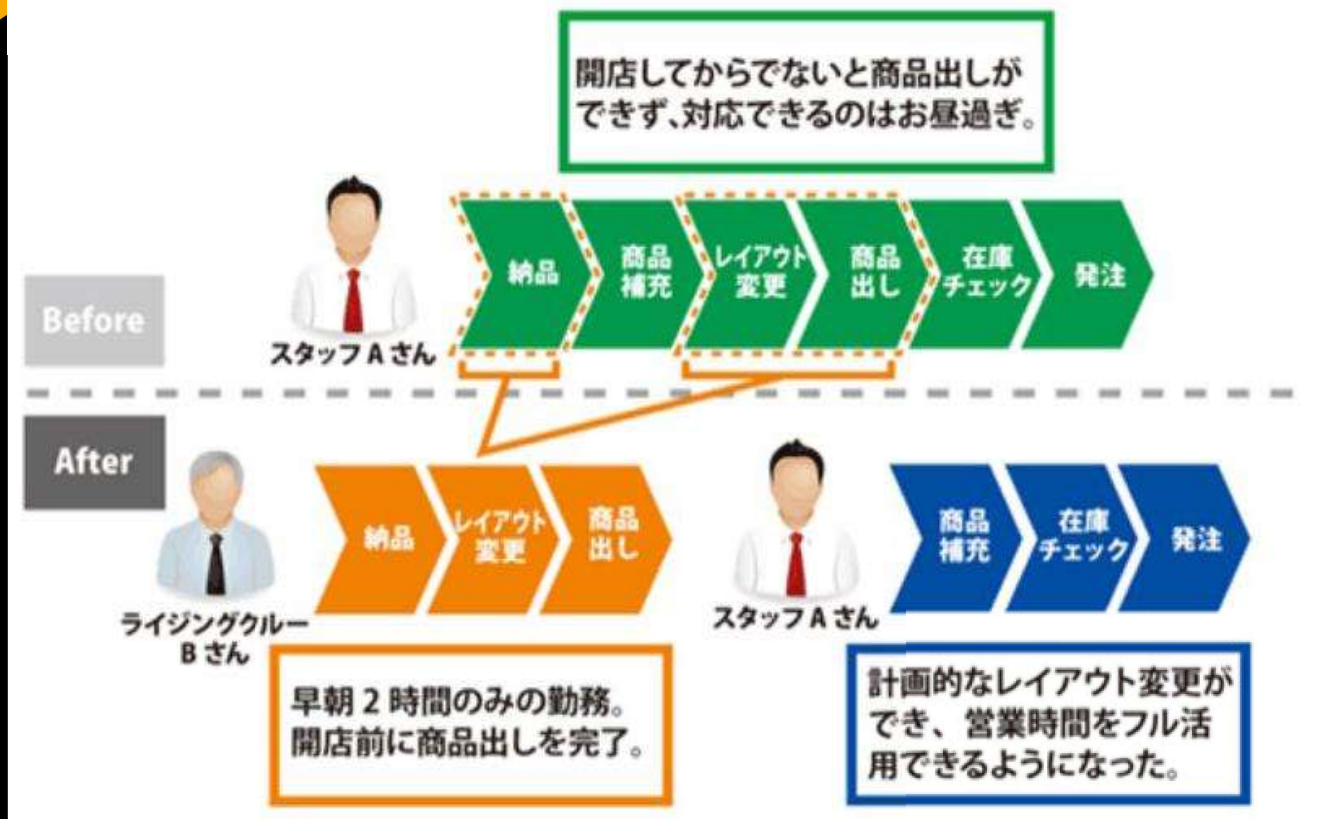 開店してからでないと商品出しが
できず、対応できるのはお昼過ぎ。
Before
スタッフ A さん
納品
商品
補充
レイアウト
変更
商品
出し
在庫
チェック
発注
After
ライジングクルー
B さん
納品
レイアウト
変更
商品
出し
早朝 2 時間のみの勤務。
開店前に商品出しを完了。
スタッフ A さん
商品
補充
在庫
チェック
発注
計画的なレイアウト変更が
でき、営業時間をフル活
用できるようになった。